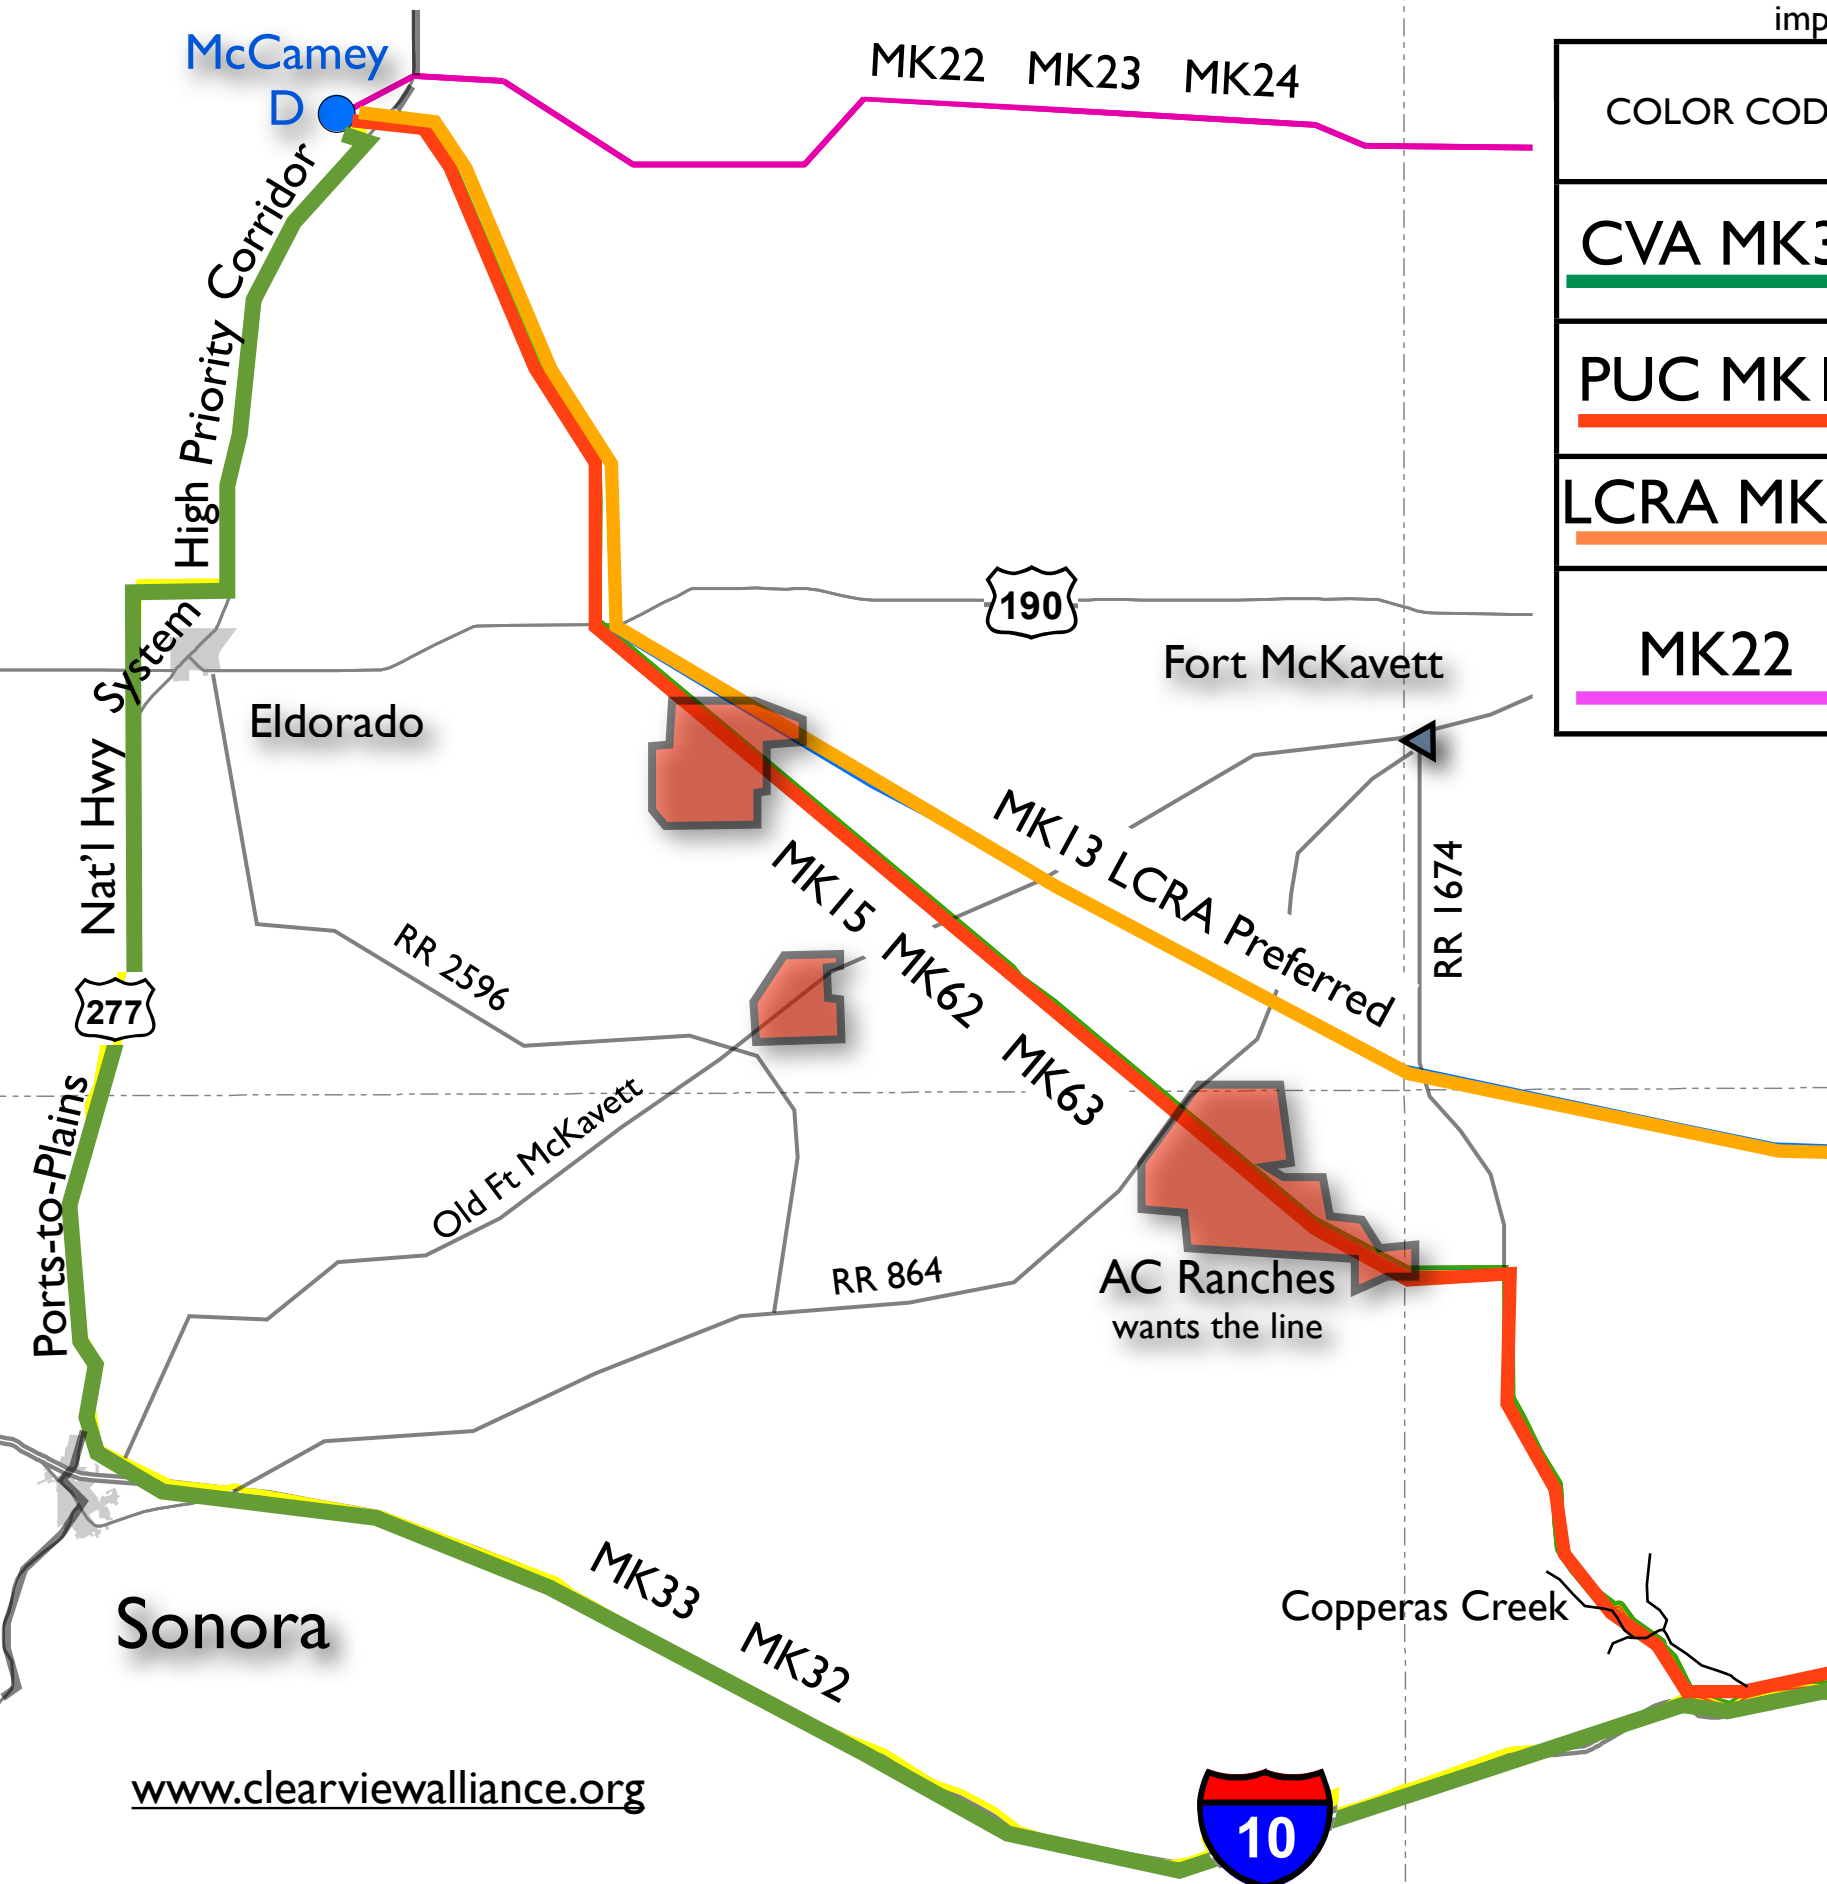 imp
McCamey
D
MK22 MK23 MK24
COLOR COD
CVA MK3
PUC MK1
LCRA MK
MK22
High Priority Corridor
Nat'l Hwy System
Ports-to-Plains
190
Fort McKavett
Eldorado
MK13 LCRA Preferred
MK15 MK62 MK63
RR 1674
RR 2596
277
Old Ft McKavett
RR 864
AC Ranches
wants the line
Copperas Creek
Sonora
MK33 MK32
www.clearviewalliance.org
10